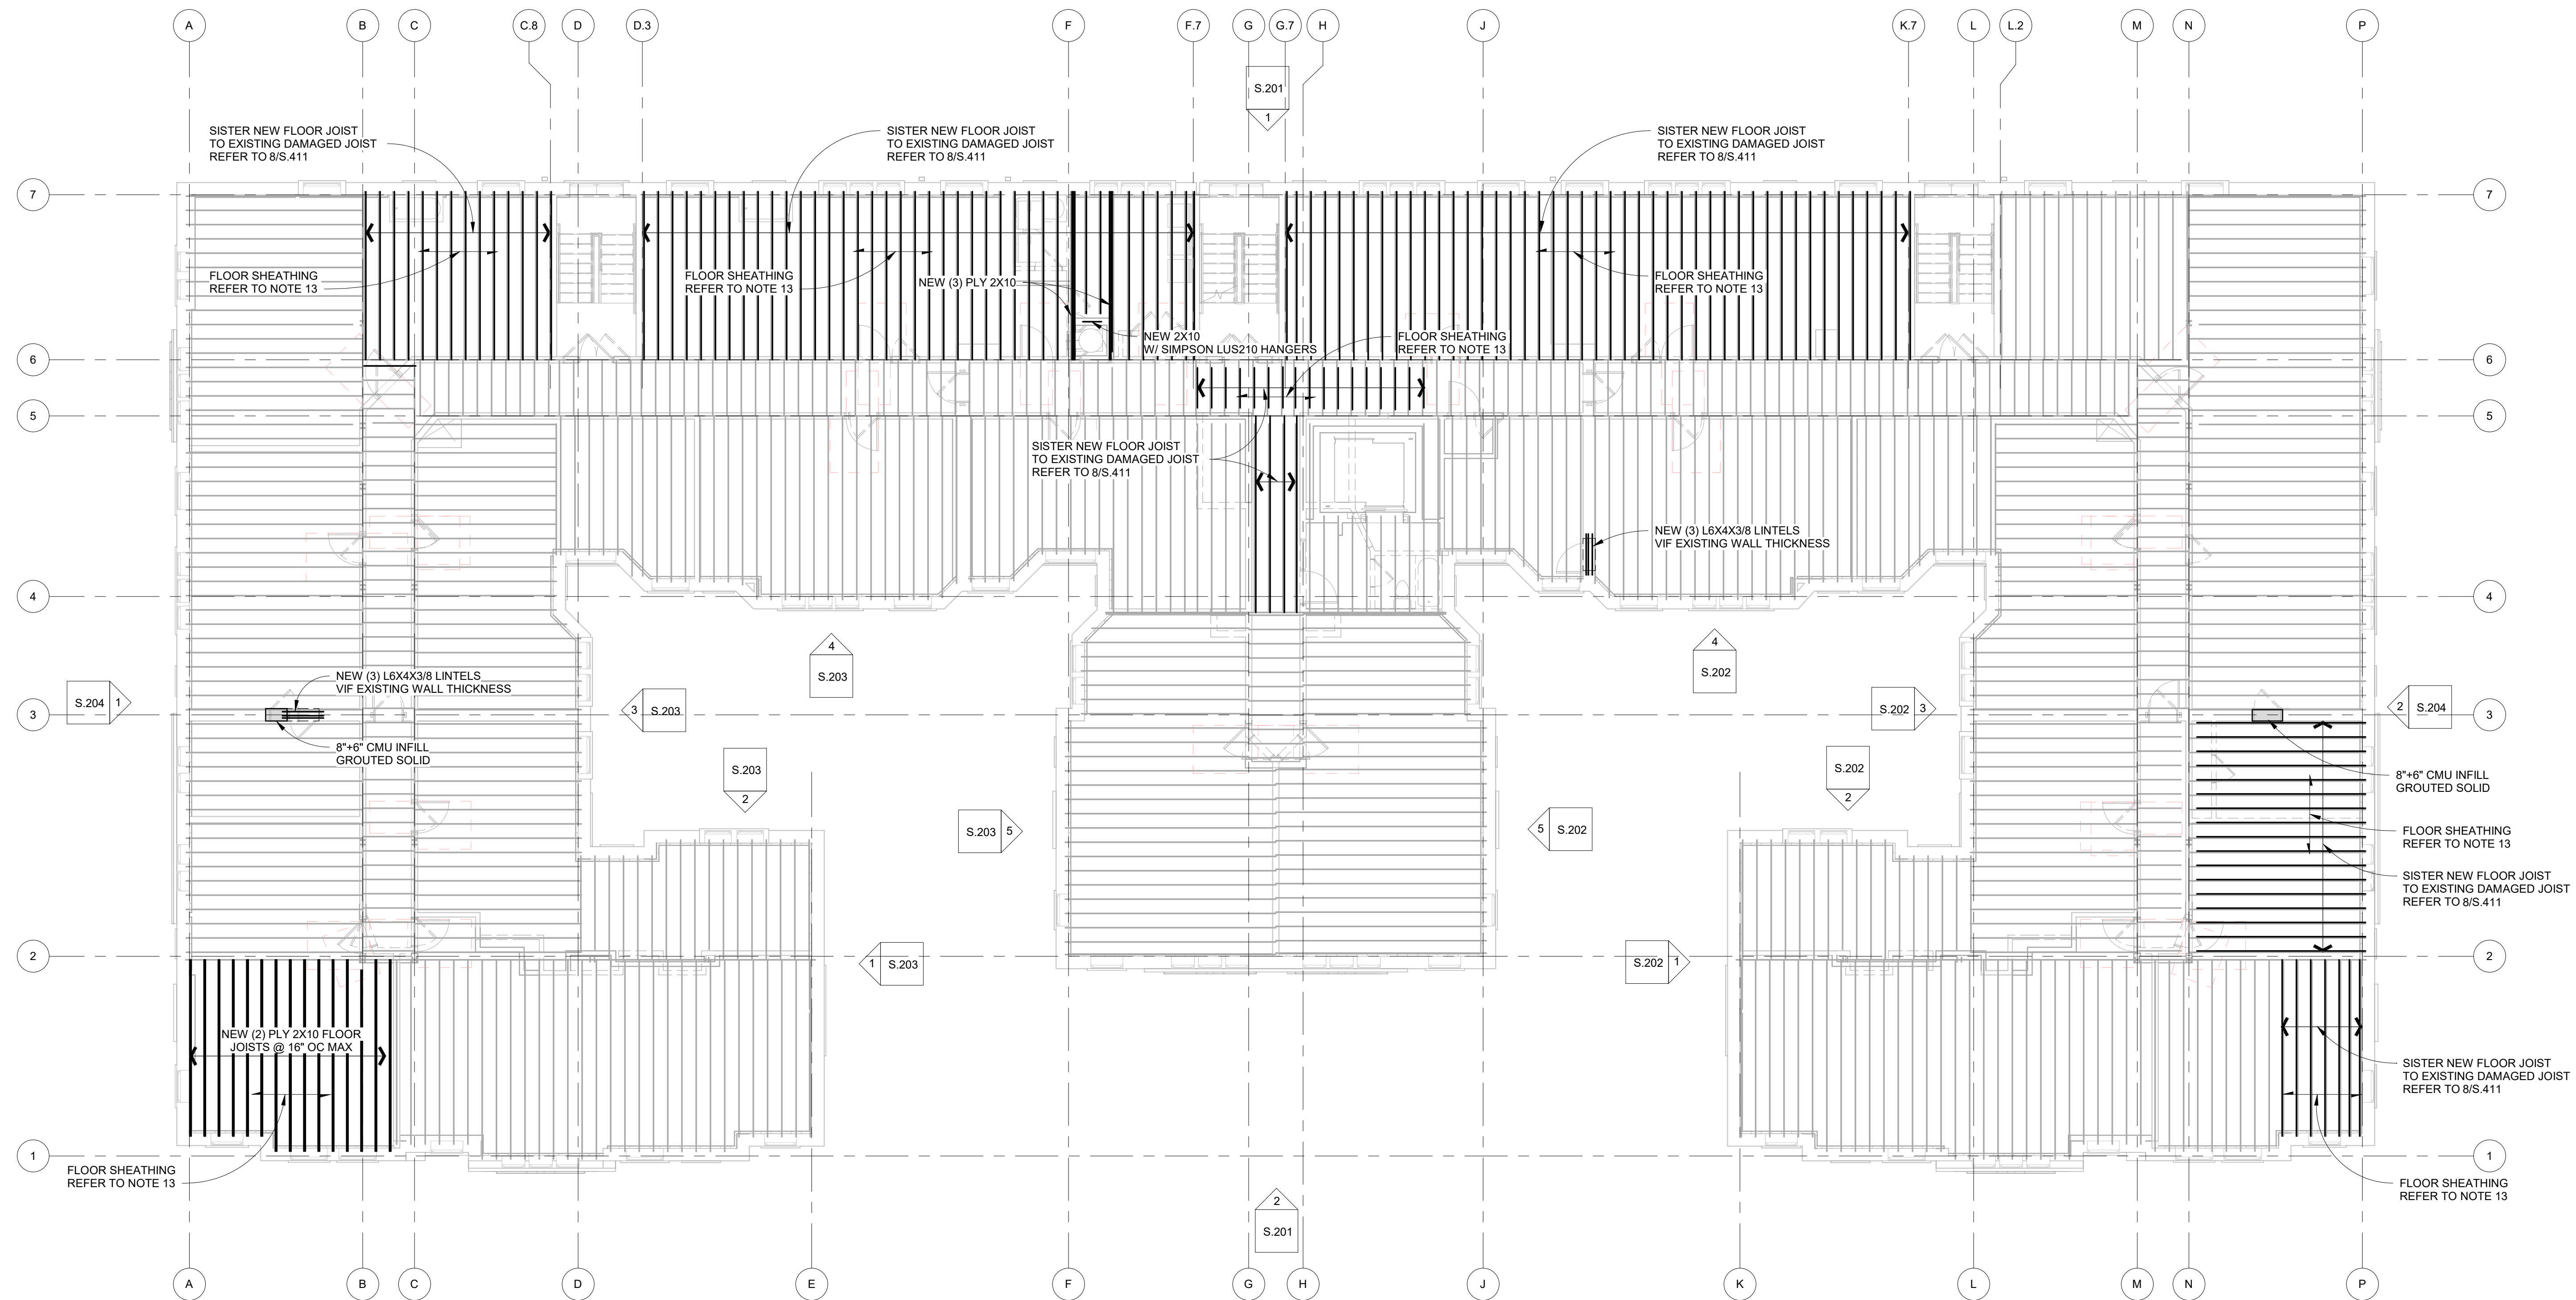 A
B
C
C.8
D
D.3
F
F.7
G
G.7
H
J
K.7
L
L.2
M
N
P
S.201
1
SISTER NEW FLOOR JOIST
TO EXISTING DAMAGED JOIST
REFER TO 8/S.411
SISTER NEW FLOOR JOIST
TO EXISTING DAMAGED JOIST
REFER TO 8/S.411
SISTER NEW FLOOR JOIST
TO EXISTING DAMAGED JOIST
REFER TO 8/S.411
7
7
FLOOR SHEATHING
REFER TO NOTE 13
FLOOR SHEATHING
REFER TO NOTE 13
NEW (3) PLY 2X10
FLOOR SHEATHING
REFER TO NOTE 13
NEW 2X10
W/ SIMPSON LUS210 HANGERS
FLOOR SHEATHING
REFER TO NOTE 13
6
6
5
5
SISTER NEW FLOOR JOIST
TO EXISTING DAMAGED JOIST
REFER TO 8/S.411
NEW (3) L6X4X3/8 LINTELS
VIF EXISTING WALL THICKNESS
4
4
4
S.203
4
S.202
NEW (3) L6X4X3/8 LINTELS
VIF EXISTING WALL THICKNESS
S.204
1
3
S.203
S.202
3
2
S.204
3
3
8"+6" CMU INFILL
GROUTED SOLID
S.203
2
S.202
2
8"+6" CMU INFILL
GROUTED SOLID
S.203
5
5
S.202
FLOOR SHEATHING
REFER TO NOTE 13
SISTER NEW FLOOR JOIST
TO EXISTING DAMAGED JOIST
REFER TO 8/S.411
2
1
S.203
S.202
1
2
NEW (2) PLY 2X10 FLOOR
JOISTS @ 16" OC MAX
SISTER NEW FLOOR JOIST
TO EXISTING DAMAGED JOIST
REFER TO 8/S.411
1
1
FLOOR SHEATHING
REFER TO NOTE 13
FLOOR SHEATHING
REFER TO NOTE 13
2
S.201
A
B
C
D
E
F
G
H
J
K
L
M
N
P